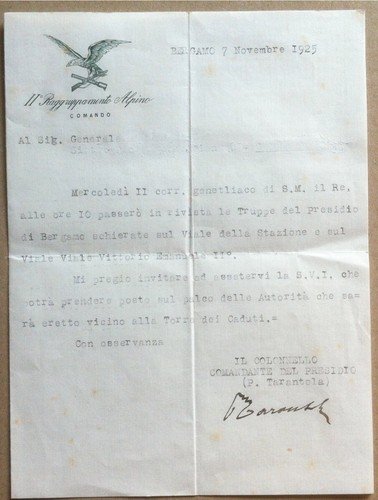 BERGAMO 7 Novembre 1925
IIº Raggruppamento Alpino
COMANDO
Al Sig. Generale
Mercoledì II corr. genetliaco di S.M. il Re,
alle ore IO passerò in rivista le Truppe del Presidio
di Bergamo schierate sul Viale della Stazione e sul
Viale Viale Vittorio Emanuele II°.
Mi pregio invitare ad assistervi la S.V.I. che
potrà prendere posto sul palco delle Autorità che sa-
rà eretto vicino alla Torre dei Caduti.=
Con osservanza
IL COLONNELLO
COMANDANTE DEL PRESIDIO
(P. Tarantola)